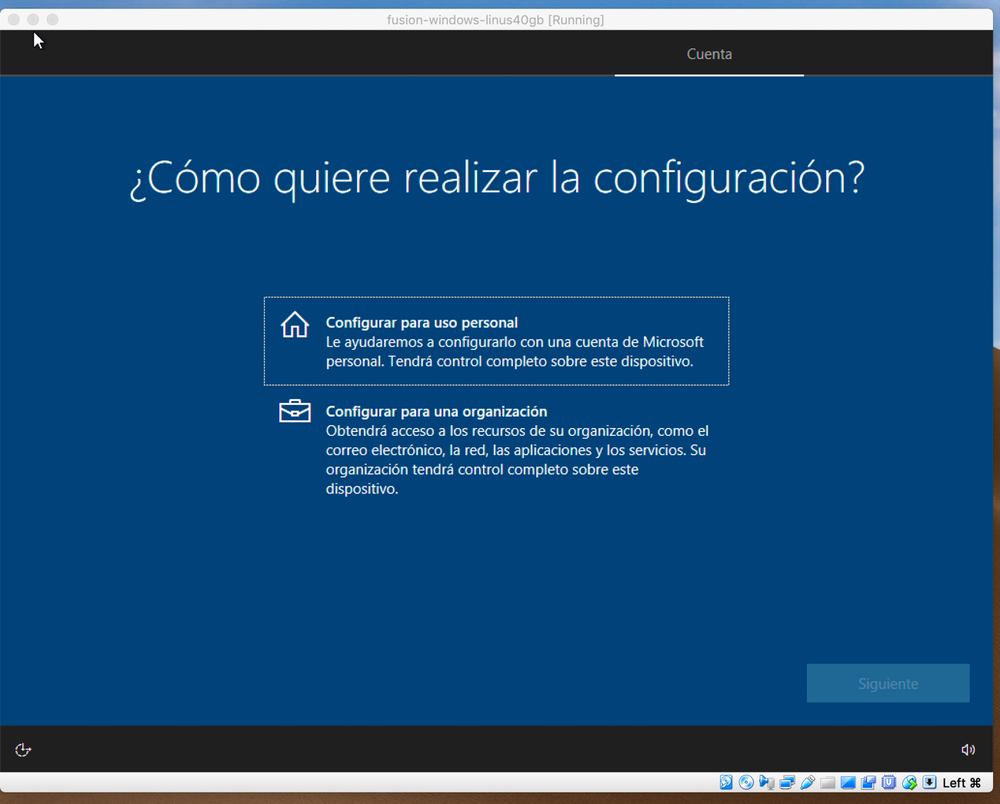 fusion-windows-linus40gb [Running]
Cuenta
¿Cómo quiere realizar la configuración?
Configurar para uso personal
Le ayudaremos a configurarlo con una cuenta de Microsoft
personal. Tendrá control completo sobre este dispositivo.
Configurar para una organización
Obtendrá acceso a los recursos de su organización, como el
correo electrónico, la red, las aplicaciones y los servicios. Su
organización tendrá control completo sobre este
dispositivo.
Siguiente
Left ⌘